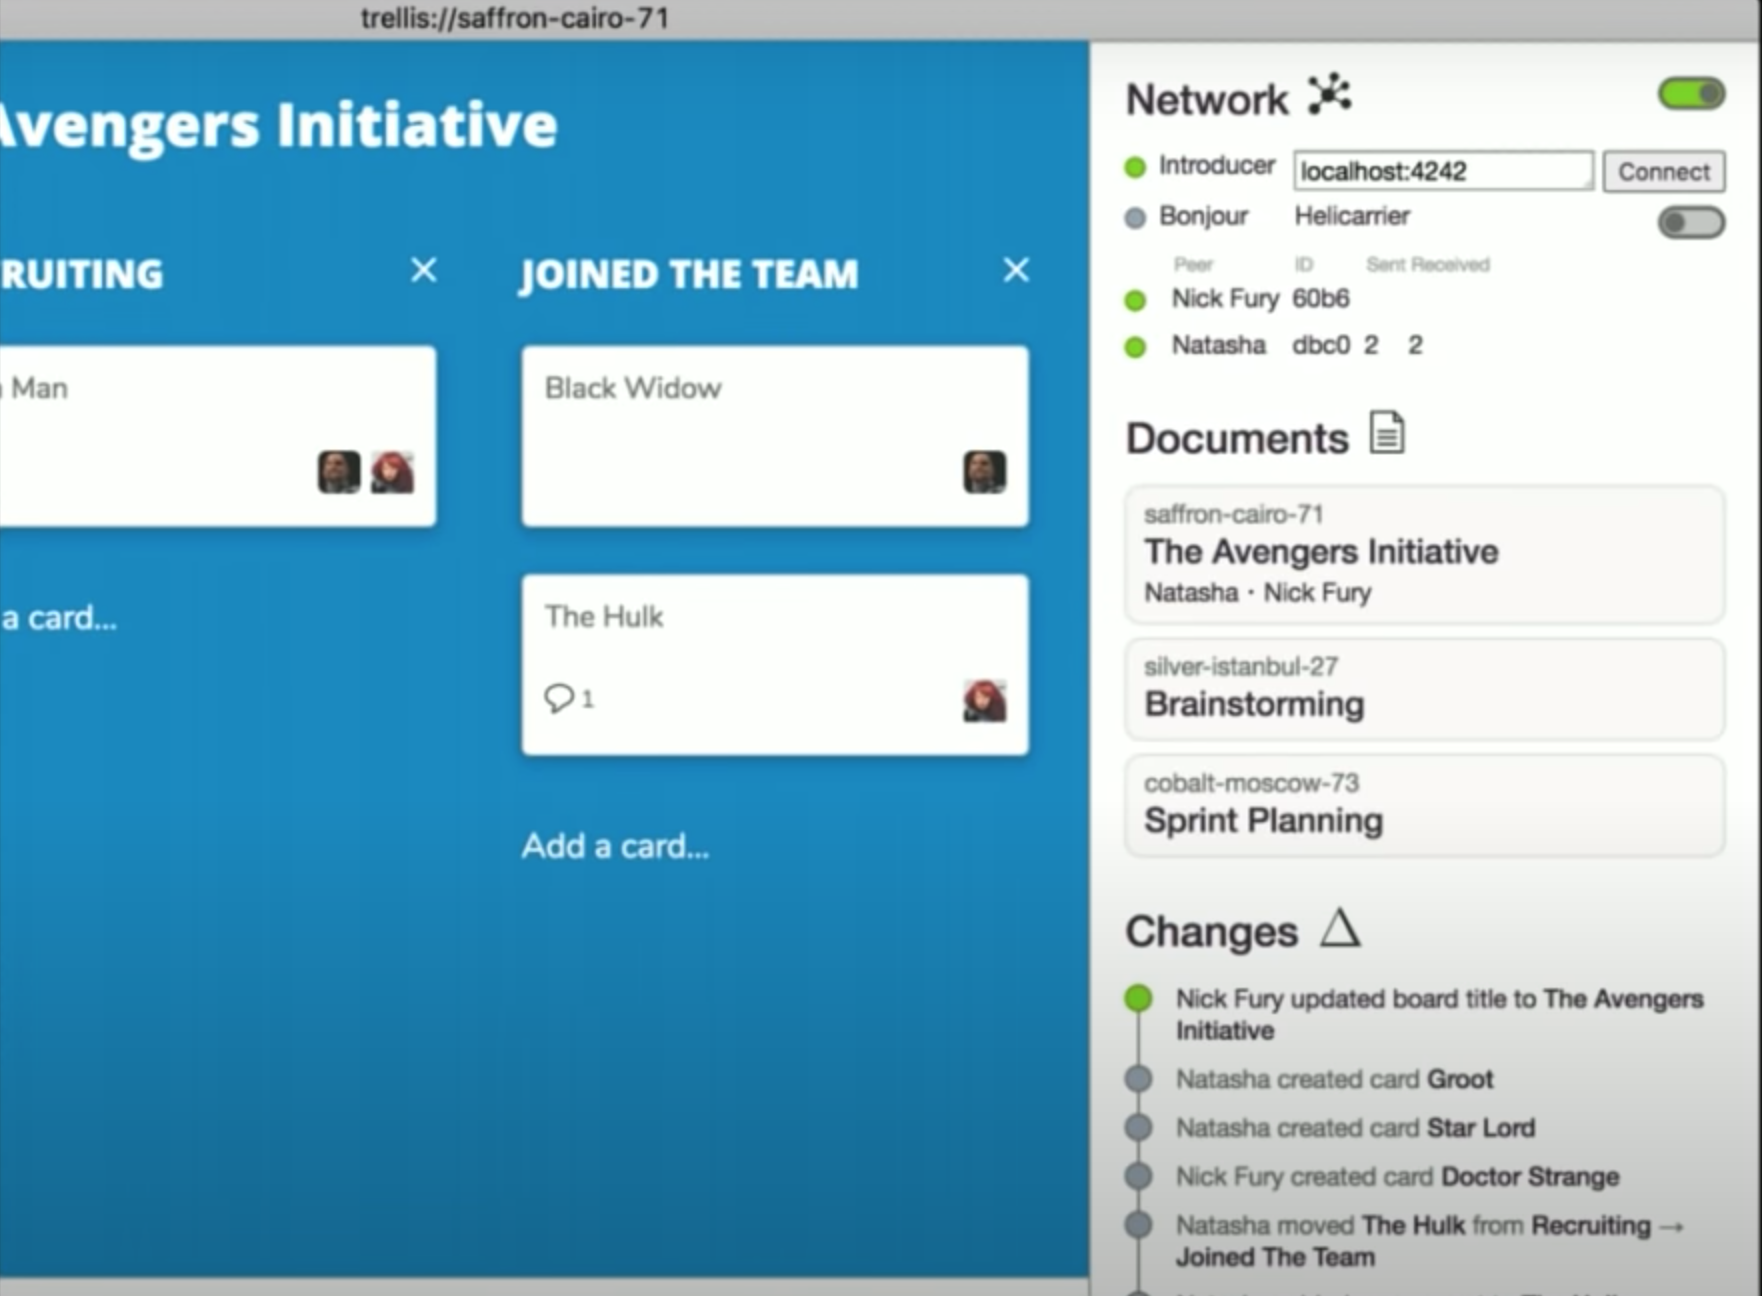 trellis://saffron-cairo-71
Avengers Initiative
RUITING
JOINED THE TEAM
Man
a card...
Black Widow
The Hulk
1
Add a card...
Network
Introducer localhost:4242 Connect
Bonjour Helicarrier
Peer ID Sent Received
Nick Fury 60b6
Natasha dbc0 2 2
Documents
saffron-cairo-71
The Avengers Initiative
Natasha · Nick Fury
silver-istanbul-27
Brainstorming
cobalt-moscow-73
Sprint Planning
Changes
Nick Fury updated board title to The Avengers
Initiative
Natasha created card Groot
Natasha created card Star Lord
Nick Fury created card Doctor Strange
Natasha moved The Hulk from Recruiting →
Joined The Team